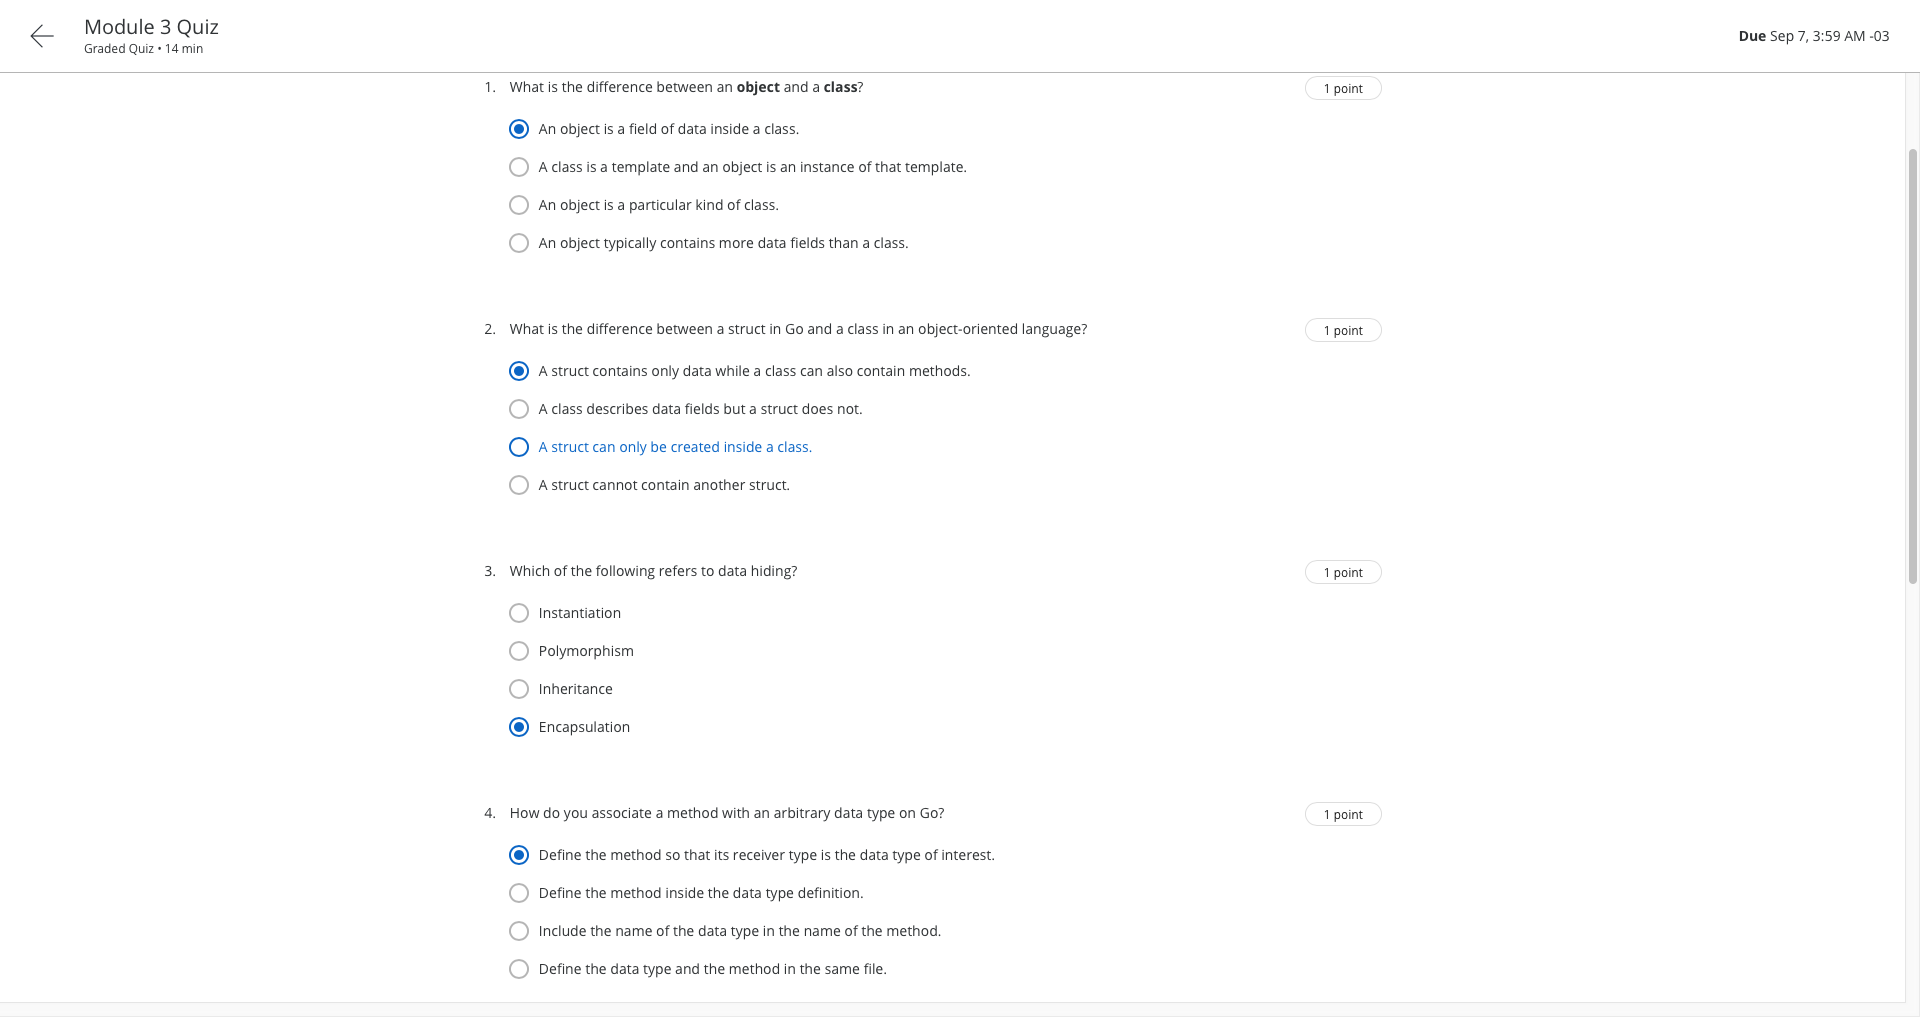 Module 3 Quiz
Graded Quiz • 14 min
Due Sep 7, 3:59 AM -03
1. What is the difference between an object and a class?
1 point
An object is a field of data inside a class.
A class is a template and an object is an instance of that template.
An object is a particular kind of class.
An object typically contains more data fields than a class.
2. What is the difference between a struct in Go and a class in an object-oriented language?
1 point
A struct contains only data while a class can also contain methods.
A class describes data fields but a struct does not.
A struct can only be created inside a class.
A struct cannot contain another struct.
3. Which of the following refers to data hiding?
1 point
Instantiation
Polymorphism
Inheritance
Encapsulation
4. How do you associate a method with an arbitrary data type on Go?
1 point
Define the method so that its receiver type is the data type of interest.
Define the method inside the data type definition.
Include the name of the data type in the name of the method.
Define the data type and the method in the same file.